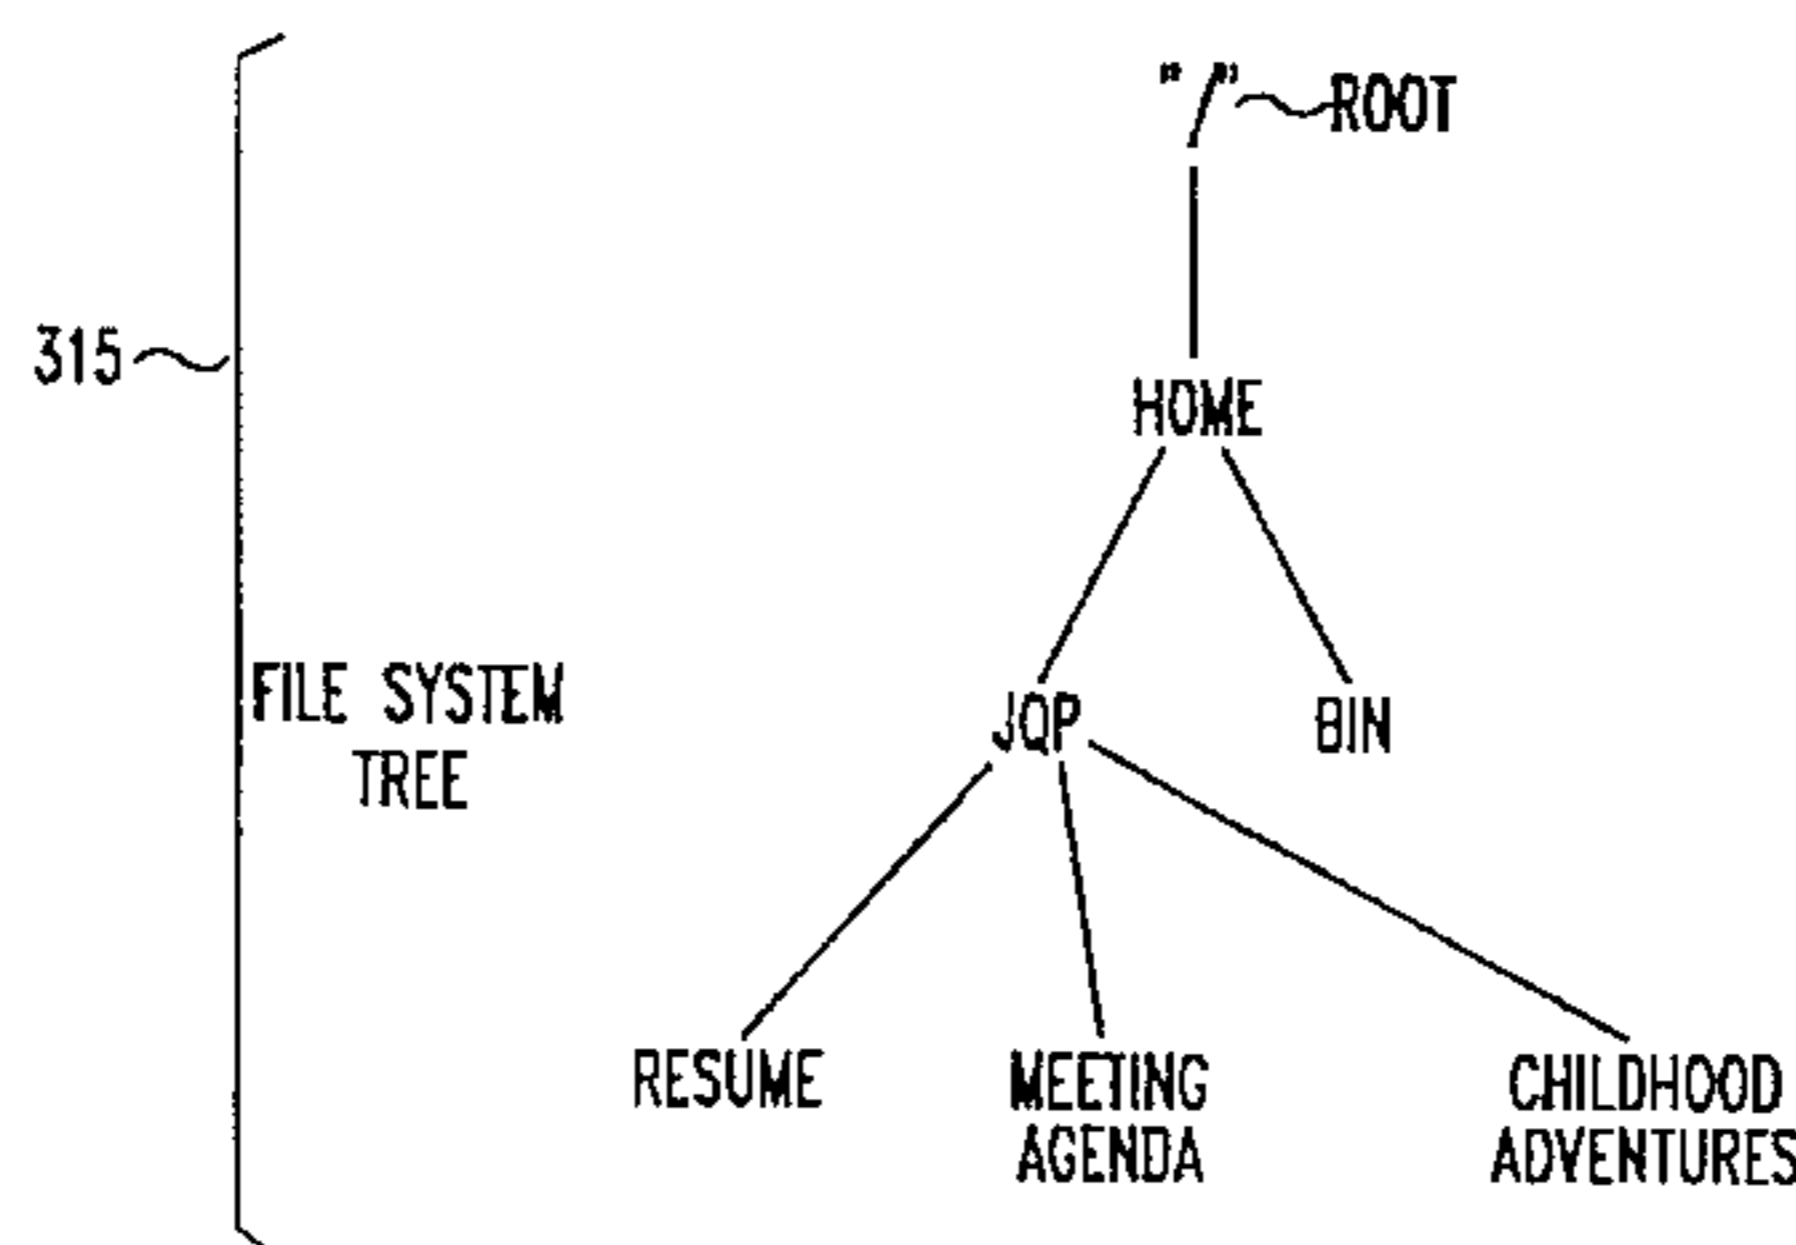 "/" ROOT
315
HOME
FILE SYSTEM
TREE
JQP
BIN
RESUME
MEETING
AGENDA
CHILDHOOD
ADVENTURES